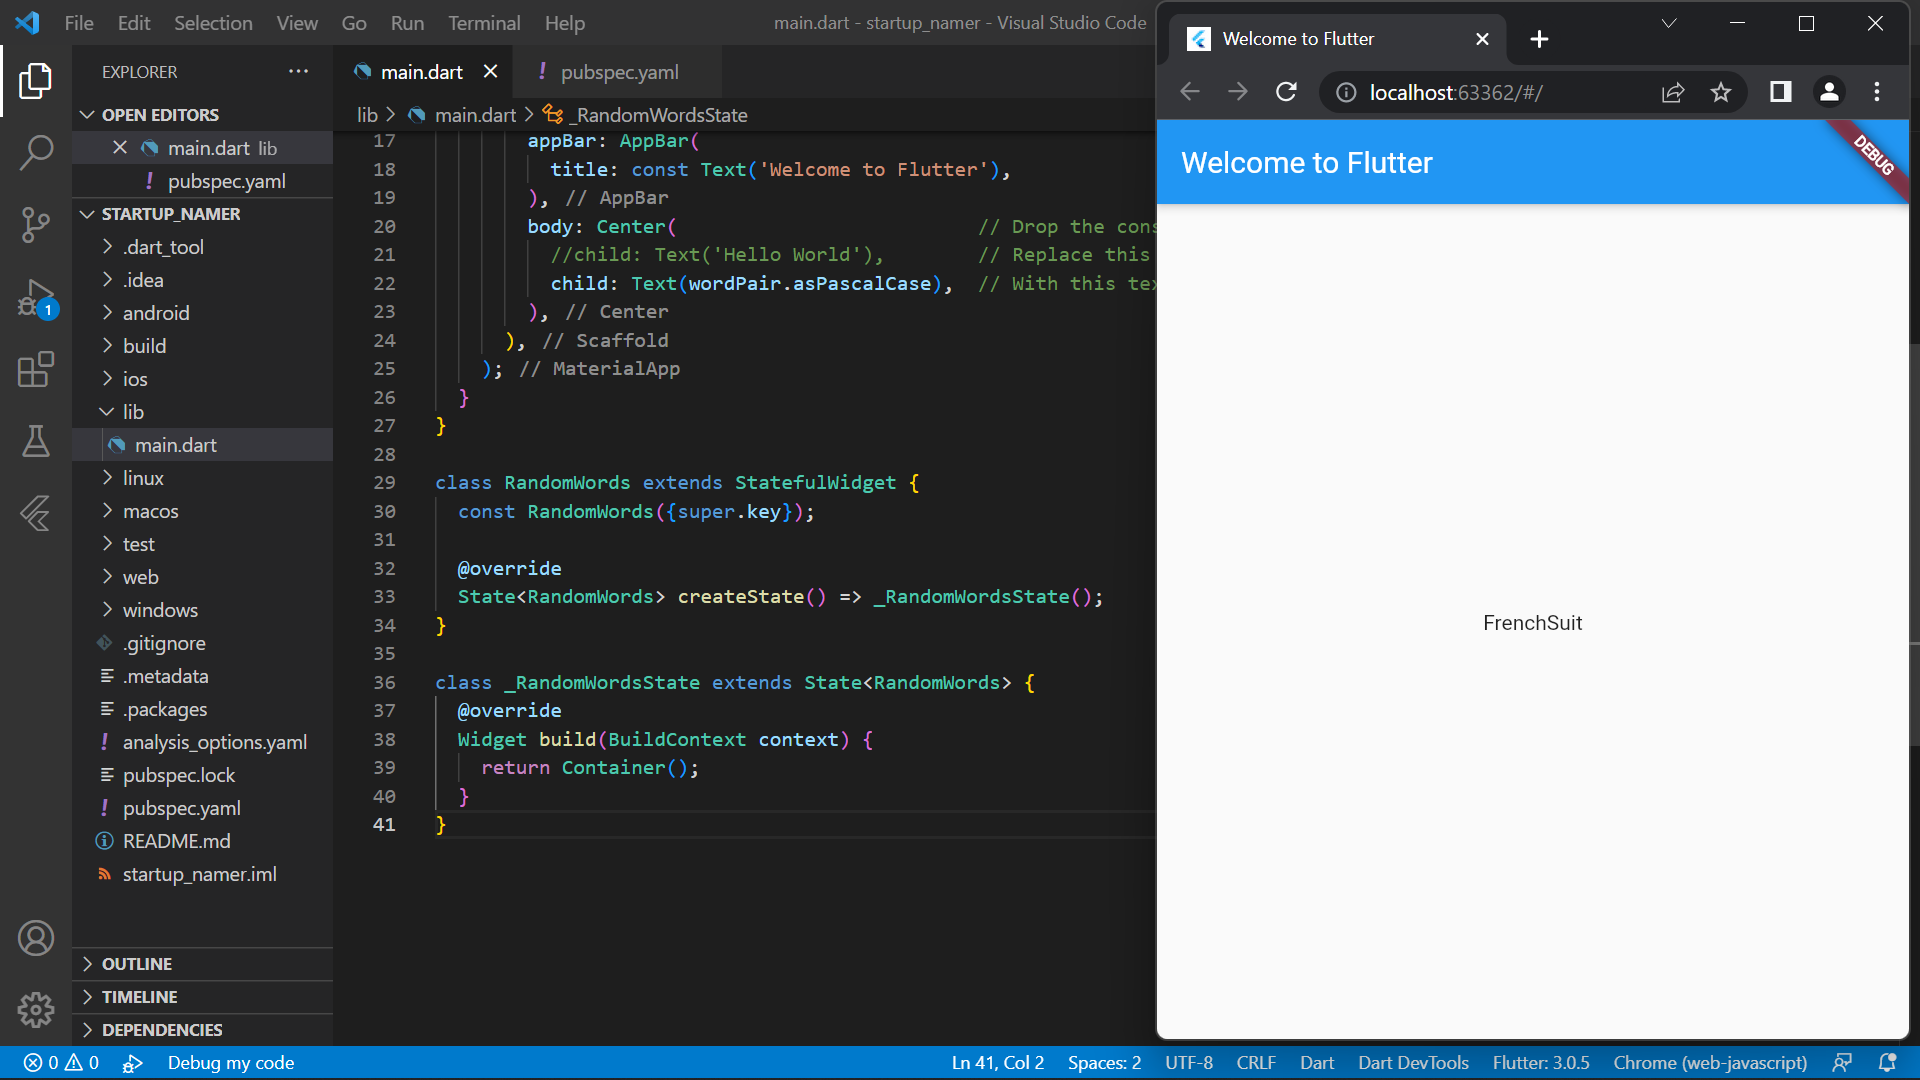 File Edit Selection View Go Run Terminal Help
main.dart - startup_namer - Visual Studio Code
EXPLORER
OPEN EDITORS
main.dart lib
pubspec.yaml
STARTUP_NAMER
.dart_tool
.idea
android
build
ios
lib
main.dart
linux
macos
test
web
windows
.gitignore
.metadata
.packages
analysis_options.yaml
pubspec.lock
pubspec.yaml
README.md
startup_namer.iml
OUTLINE
TIMELINE
DEPENDENCIES
1
main.dart pubspec.yaml
lib > main.dart > _RandomWordsState
17 appBar: AppBar(
18 title: const Text('Welcome to Flutter'),
19 ), // AppBar
20 body: Center( // Drop the cons
21 //child: Text('Hello World'), // Replace this
22 child: Text(wordPair.asPascalCase), // With this tex
23 ), // Center
24 ), // Scaffold
25 ); // MaterialApp
26 }
27 }
28
29 class RandomWords extends StatefulWidget {
30 const RandomWords({super.key});
31
32 @override
33 State<RandomWords> createState() => _RandomWordsState();
34 }
35
36 class _RandomWordsState extends State<RandomWords> {
37 @override
38 Widget build(BuildContext context) {
39 return Container();
40 }
41 }
Welcome to Flutter
localhost:63362/#/
Welcome to Flutter
DEBUG
FrenchSuit
0 0 Debug my code
Ln 41, Col 2 Spaces: 2 UTF-8 CRLF Dart Dart DevTools Flutter: 3.0.5 Chrome (web-javascript)